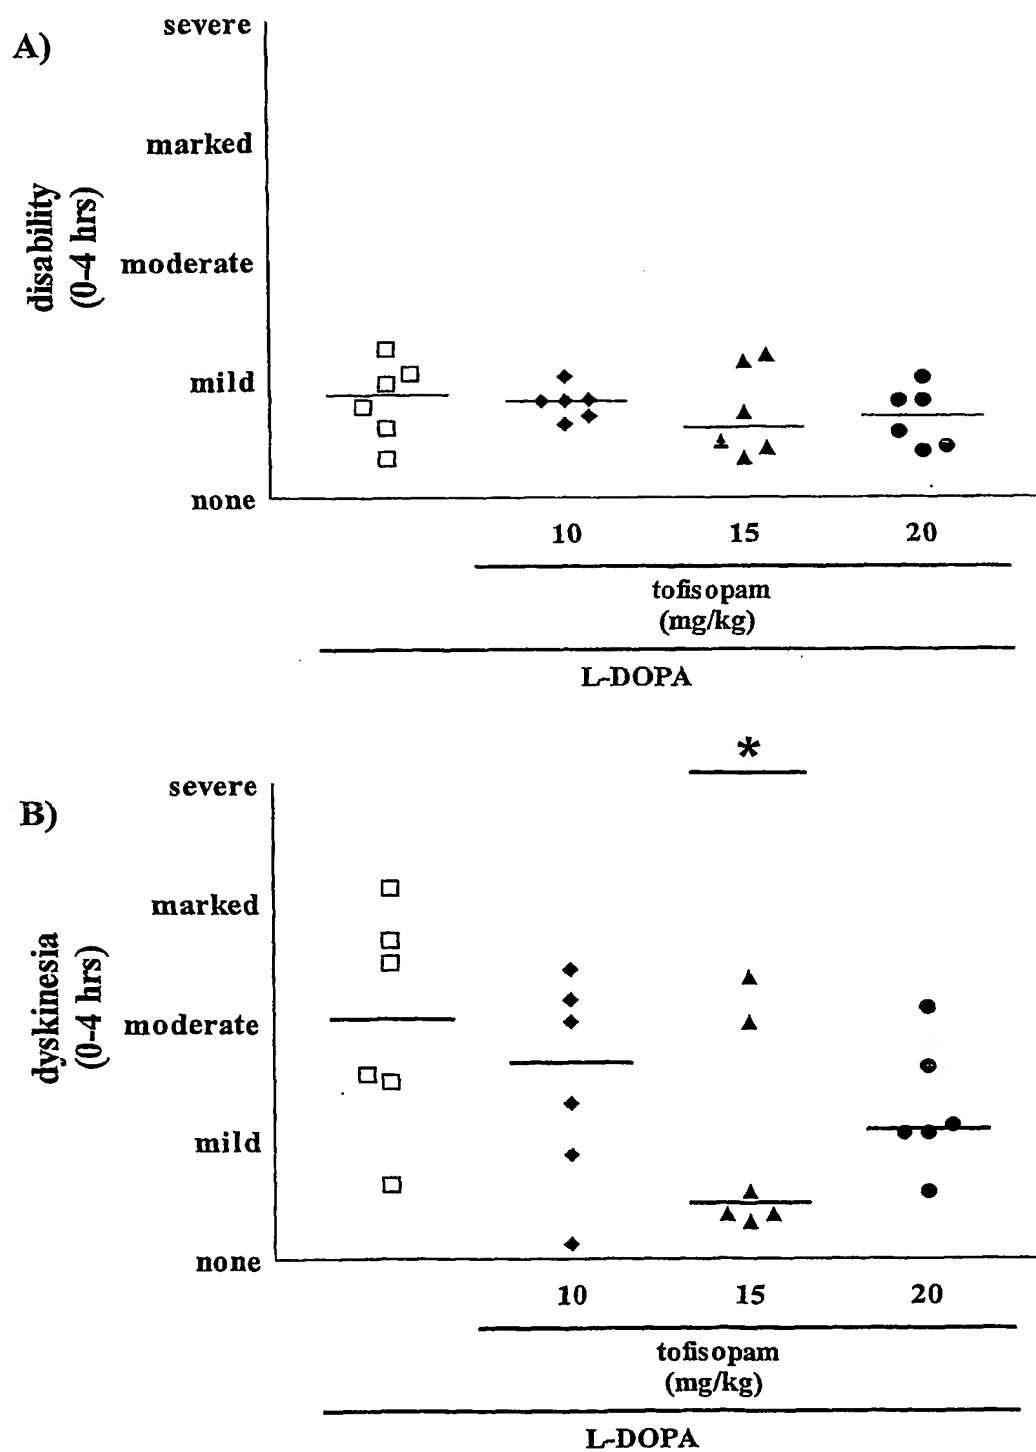 A)
severe
marked
moderate
mild
none
disability
(0-4 hrs)
10 15 20
tofisopam
(mg/kg)
L-DOPA
*
B)
severe
marked
moderate
mild
none
dyskinesia
(0-4 hrs)
10 15 20
tofisopam
(mg/kg)
L-DOPA